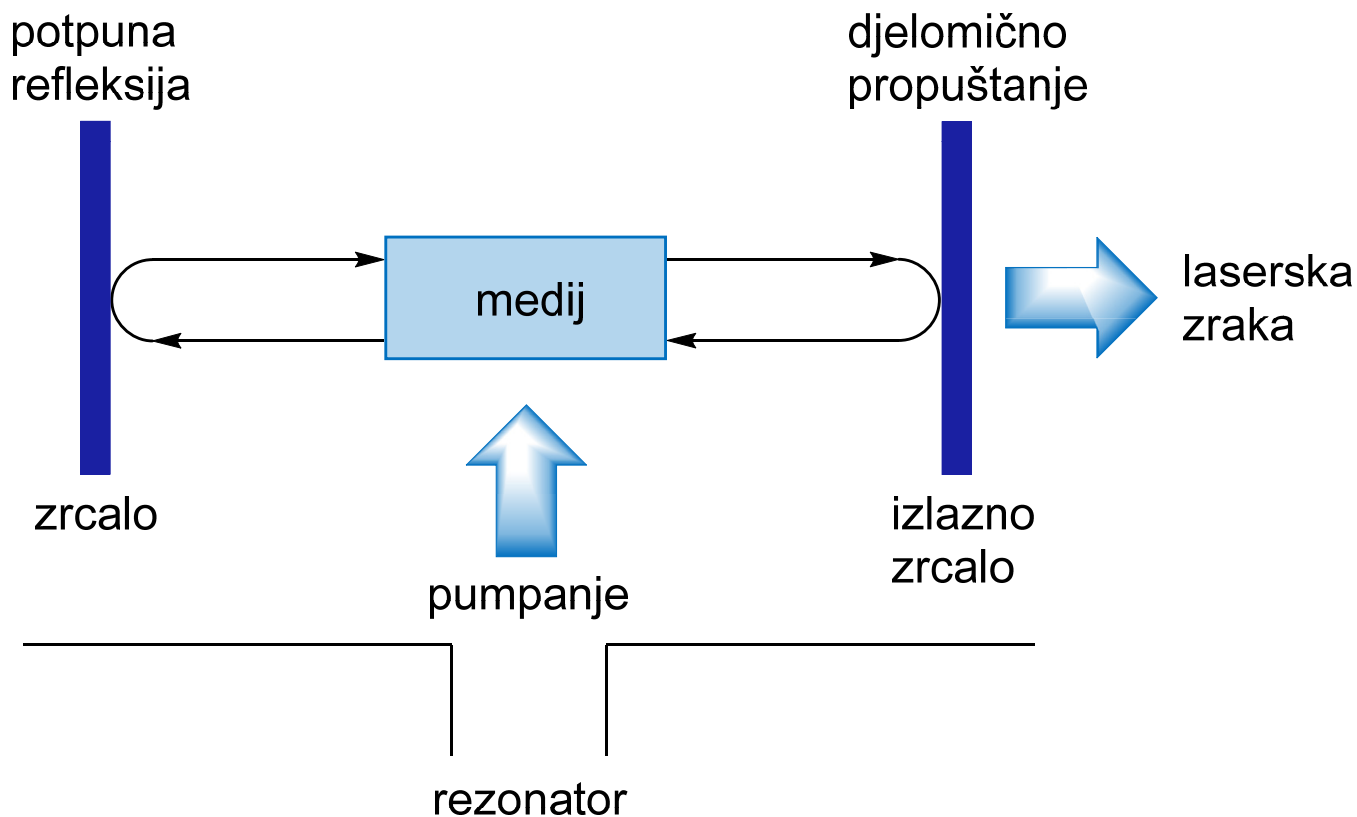 potpuna
refleksija
djelomično
propuštanje
medij
laserska
zraka
zrcalo
izlazno
zrcalo
pumpanje
rezonator